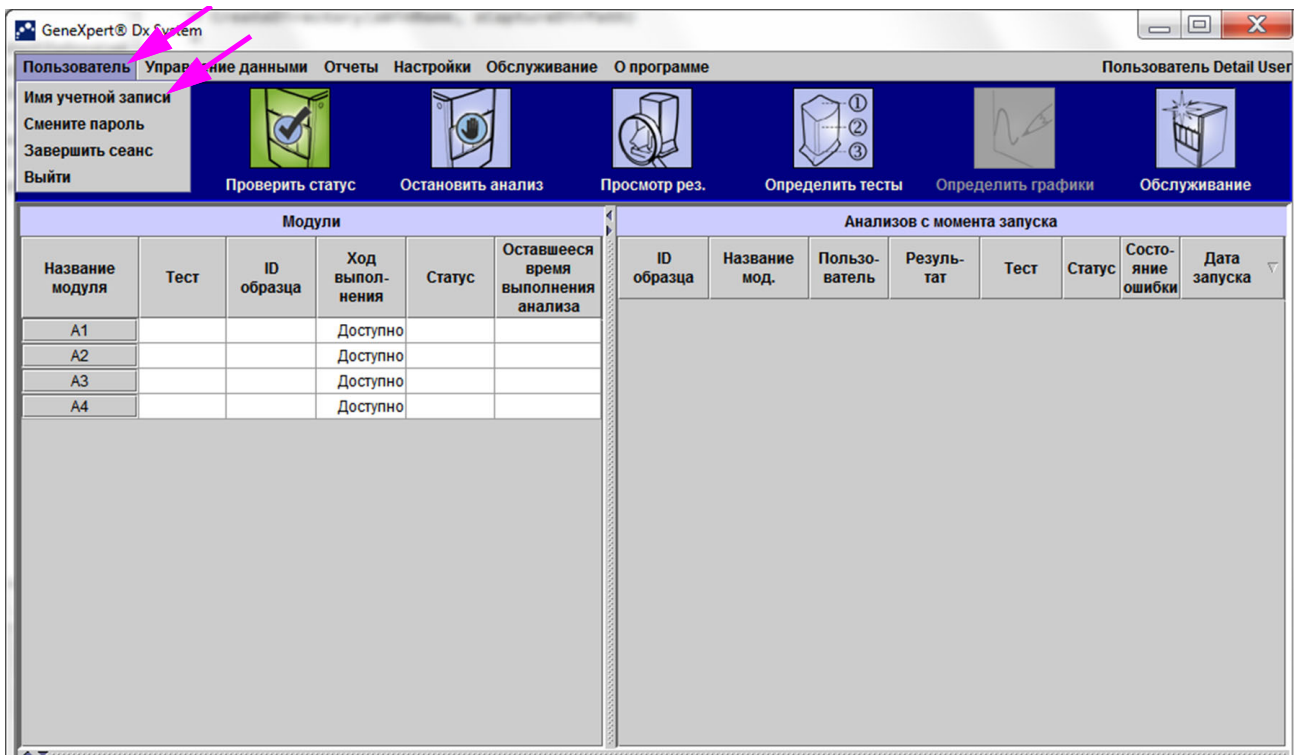 GeneXpert® Dx System
Пользователь Управление данными Отчеты Настройки Обслуживание О программе Пользователь Detail User
Имя учетной записи
Смените пароль
Завершить сеанс
Выйти
Проверить статус Остановить анализ Просмотр рез. Определить тесты Определить графики Обслуживание
Модули
Название модуля Тест ID образца Ход выпол-нения Статус Оставшееся время выполнения анализа
A1 Доступно
A2 Доступно
A3 Доступно
A4 Доступно
Анализов с момента запуска
ID образца Название мод. Пользо-ватель Резуль-тат Тест Статус Состо-яние ошибки Дата запуска